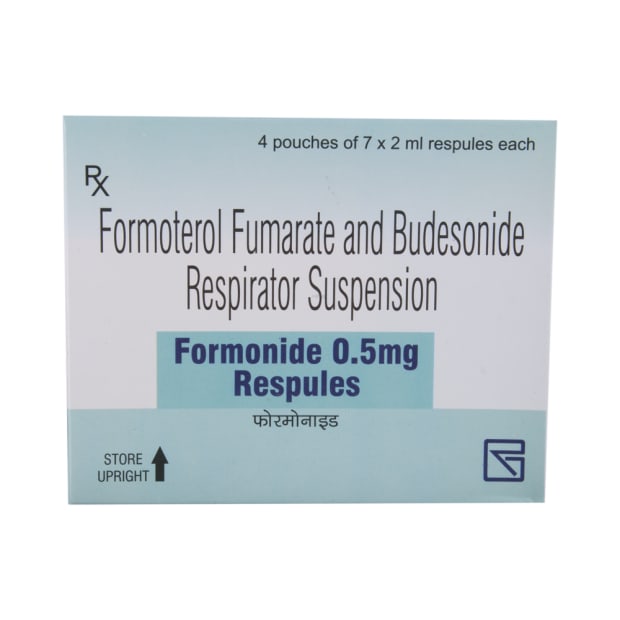 4 pouches of 7 x 2 ml respules each
Rx
Formoterol Fumarate and Budesonide
Respirator Suspension
Formonide 0.5mg
Respules
फोरमोनाइड
STORE
UPRIGHT